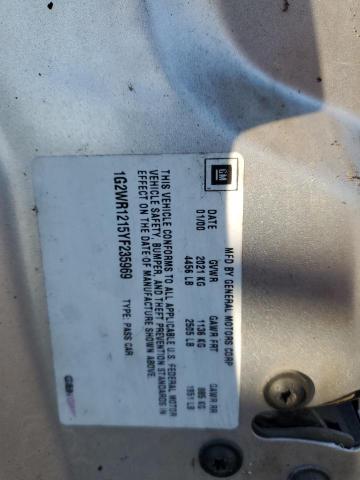 GM
MFD BY GENERAL MOTORS CORP
DATE GVWR GAWR FRT GAWR RR
01/00 2021 KG 1136 KG 885 KG
4456 LB 2505 LB 1951 LB
THIS VEHICLE CONFORMS TO ALL APPLICABLE U.S. FEDERAL MOTOR
VEHICLE SAFETY, BUMPER, AND THEFT PREVENTION STANDARDS IN
EFFECT ON THE DATE OF MANUFACTURE SHOWN ABOVE.
1G2WR1215YF235969 TYPE: PASS CAR